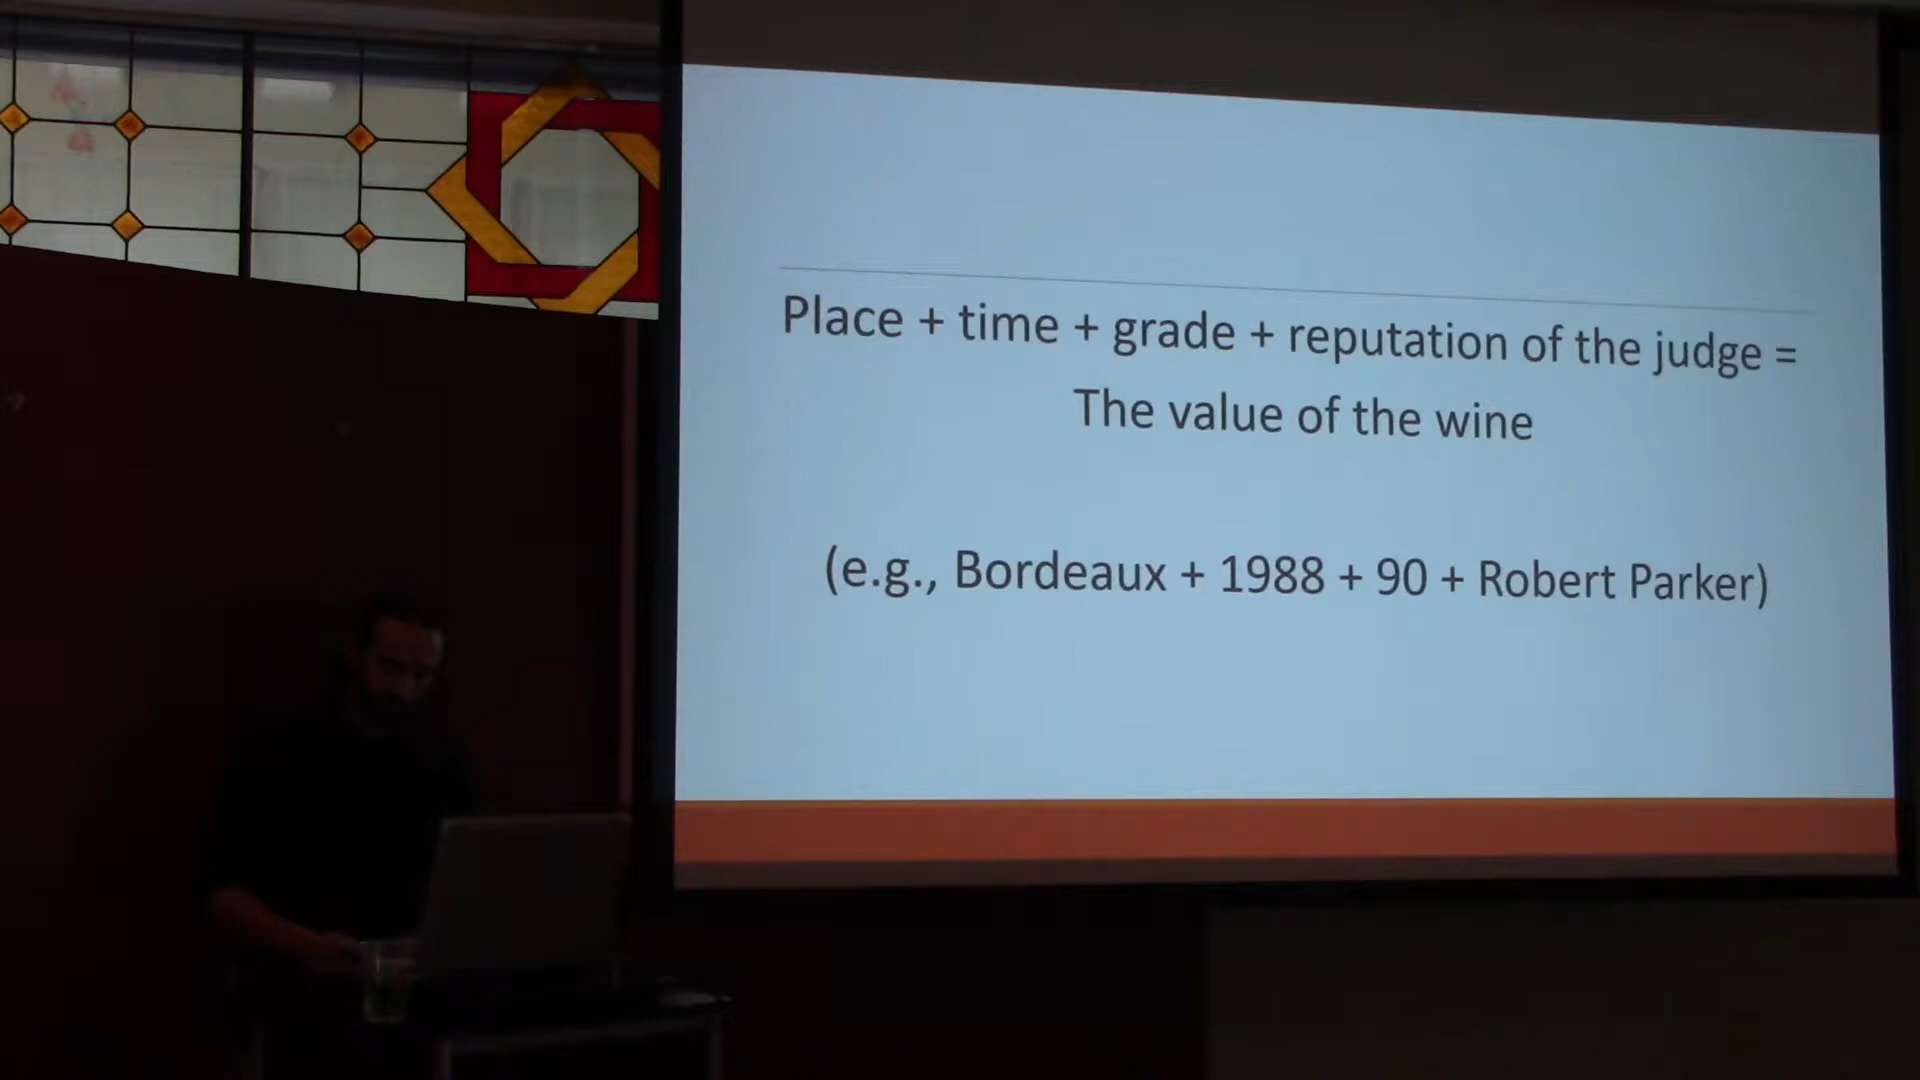 Place + time + grade + reputation of the judge =
The value of the wine
(e.g., Bordeaux + 1988 + 90 + Robert Parker)